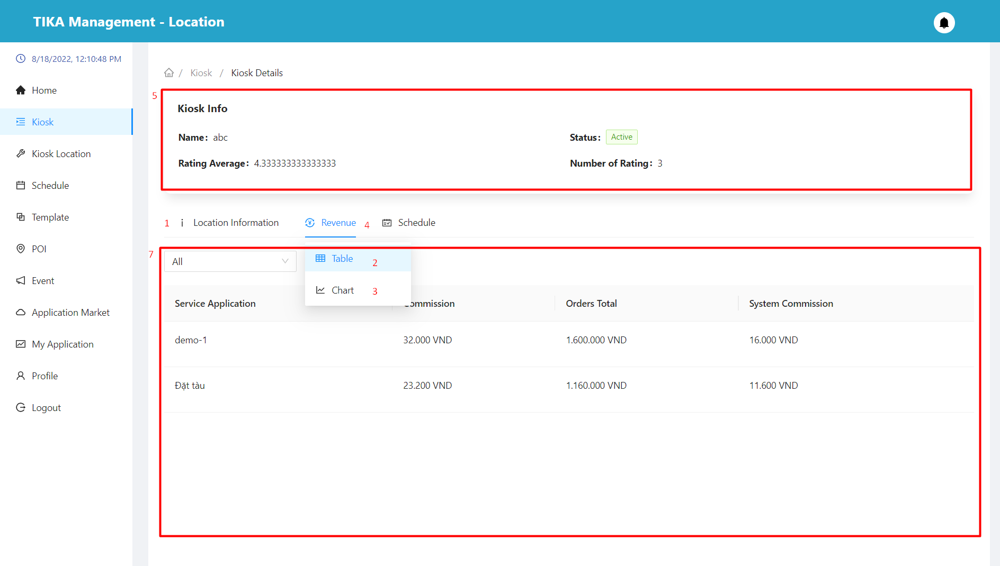 TIKA Management - Location
8/18/2022, 12:10:48 PM
Home
Kiosk
Kiosk Location
Schedule
Template
POI
Event
Application Market
My Application
Profile
Logout
/ Kiosk / Kiosk Details
5
Kiosk Info
Name: abc
Status: Active
Rating Average: 4.333333333333333
Number of Rating: 3
1 Location Information Revenue 4 Schedule
7
All
Table 2
Chart 3
Service Application ommission Orders Total System Commission
demo-1 32.000 VND 1.600.000 VND 16.000 VND
Đặt tàu 23.200 VND 1.160.000 VND 11.600 VND